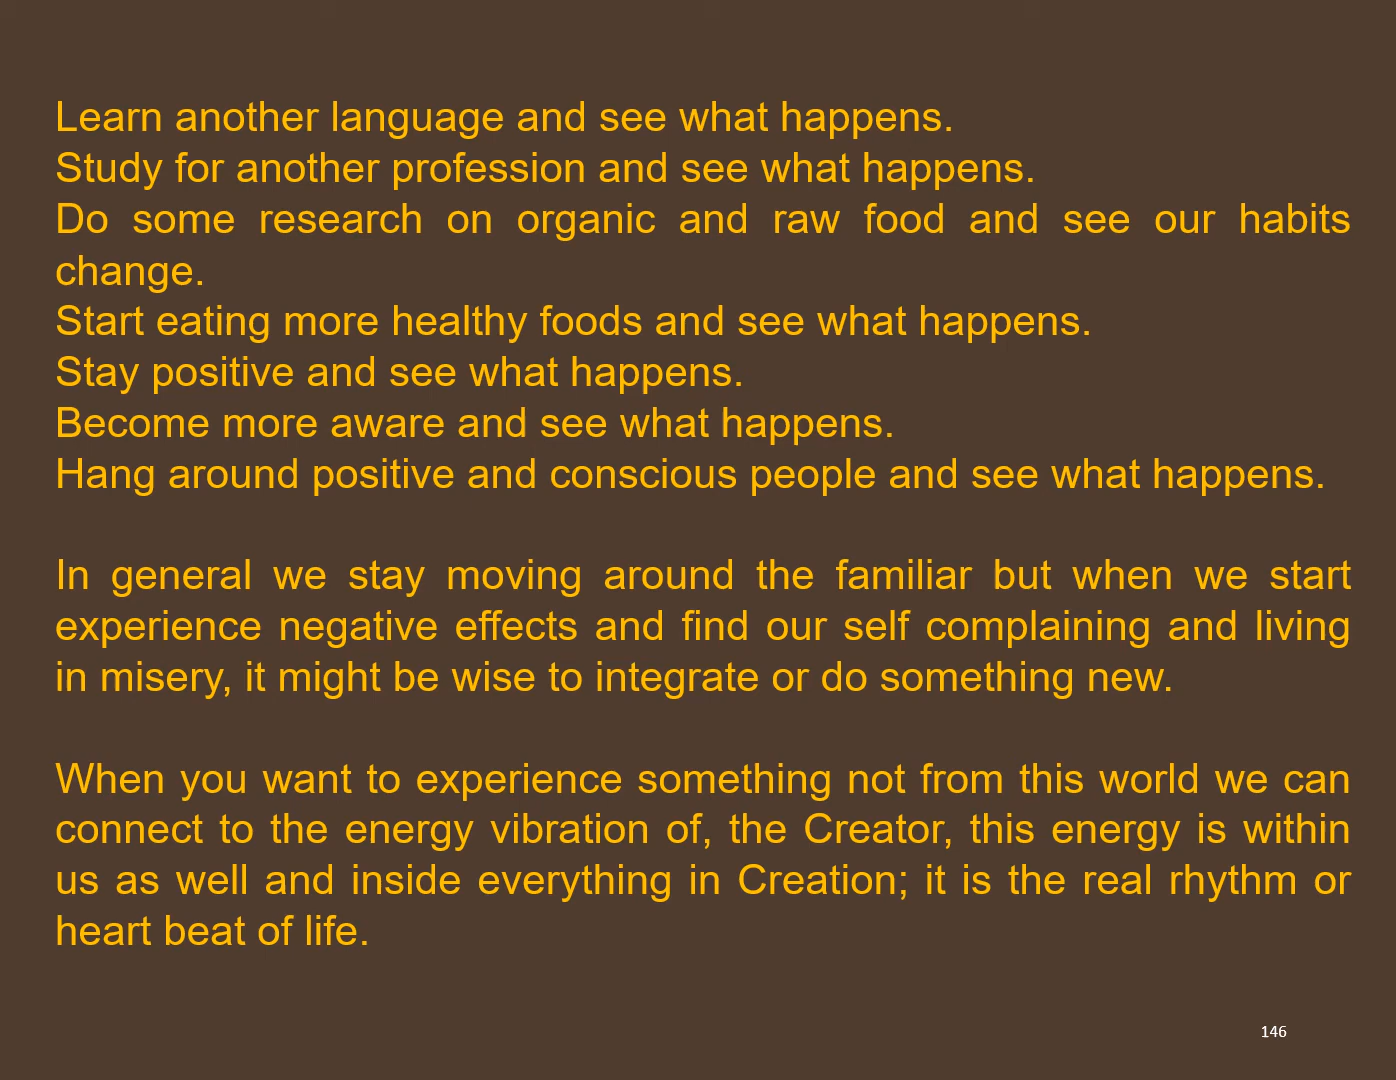 Learn another language and see what happens.
Study for another profession and see what happens.
Do some research on organic and raw food and see our habits
change.
Start eating more healthy foods and see what happens.
Stay positive and see what happens.
Become more aware and see what happens.
Hang around positive and conscious people and see what happens.
In general we stay moving around the familiar but when we start
experience negative effects and find our self complaining and living
in misery, it might be wise to integrate or do something new.
When you want to experience something not from this world we can
connect to the energy vibration of, the Creator, this energy is within
us as well and inside everything in Creation; it is the real rhythm or
heart beat of life.
146